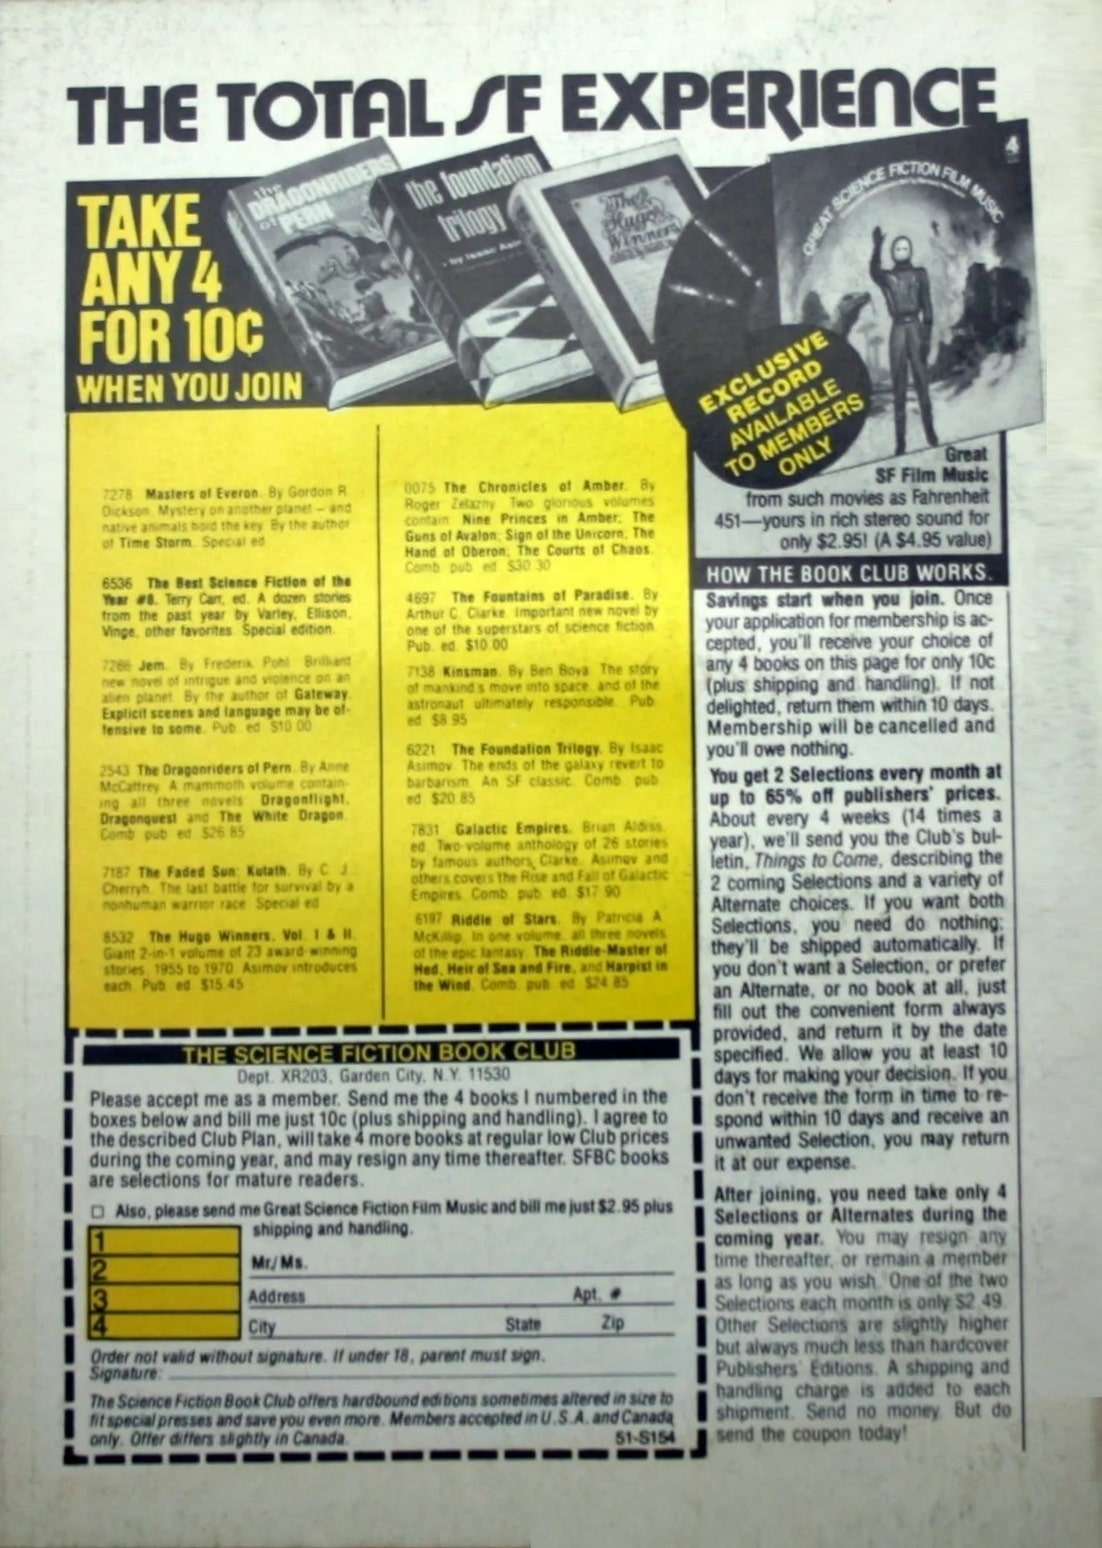 THE TOTAL SF EXPERIENCE
TAKE
ANY 4
FOR 10¢
WHEN YOU JOIN
the
DRAGONRIDERS
of PERN
the foundation
trilogy
by Isaac
The
Hugo
Winners
4
GREAT SCIENCE FICTION FILM MUSIC
EXCLUSIVE
RECORD
AVAILABLE
TO MEMBERS
ONLY
7278 Masters of Everon. By Gordon R.
Dickson. Mystery on another planet – and
native animals hold the key. By the author
of Time Storm. Special ed.
6536 The Best Science Fiction of the
Year #8. Terry Carr, ed. A dozen stories
from the past year by Varley, Ellison,
Vinge, other favorites. Special edition.
7286 Jem. By Frederik Pohl. Brilliant
new novel of intrigue and violence on an
alien planet. By the author of Gateway.
Explicit scenes and language may be of-
fensive to some. Pub. ed. $10.00
2543 The Dragonriders of Pern. By Anne
McCaffrey. A mammoth volume contain-
ing all three novels Dragonflight,
Dragonquest and The White Dragon.
Comb. pub. ed. $26.85
7187 The Faded Sun: Kutath. By C. J.
Cherryh. The last battle for survival by a
nonhuman warrior race. Special ed.
8532 The Hugo Winners. Vol. I & II.
Giant 2-in-1 volume of 23 award-winning
stories, 1955 to 1970. Asimov introduces
each. Pub. ed. $15.45
0075 The Chronicles of Amber. By
Roger Zelazny. Two glorious volumes
contain: Nine Princes in Amber; The
Guns of Avalon; Sign of the Unicorn; The
Hand of Oberon; The Courts of Chaos.
Comb. pub. ed. $30.30
4697 The Fountains of Paradise. By
Arthur C. Clarke. Important new novel by
one of the superstars of science fiction.
Pub. ed. $10.00
7138 Kinsman. By Ben Bova. The story
of mankind's move into space, and of the
astronaut ultimately responsible. Pub.
ed. $8.95
6221 The Foundation Trilogy. By Isaac
Asimov. The ends of the galaxy revert to
barbarism. An SF classic. Comb. pub.
ed. $20.85
7831 Galactic Empires. Brian Aldiss,
ed. Two-volume anthology of 26 stories
by famous authors, Clarke, Asimov and
others covers the Rise and Fall of Galactic
Empires. Comb. pub. ed. $17.90
6197 Riddle of Stars. By Patricia A.
McKillip. In one volume, all three novels
of the epic fantasy, The Riddle-Master of
Hed, Heir of Sea and Fire, and Harpist in
the Wind. Comb. pub. ed. $24.85
Great
SF Film Music
from such movies as Fahrenheit
451—yours in rich stereo sound for
only $2.95! (A $4.95 value)
HOW THE BOOK CLUB WORKS.
Savings start when you join. Once
your application for membership is ac-
cepted, you'll receive your choice of
any 4 books on this page for only 10c
(plus shipping and handling). If not
delighted, return them within 10 days.
Membership will be cancelled and
you'll owe nothing.
You get 2 Selections every month at
up to 65% off publishers' prices.
About every 4 weeks (14 times a
year), we'll send you the Club's bul-
letin, Things to Come, describing the
2 coming Selections and a variety of
Alternate choices. If you want both
Selections, you need do nothing;
they'll be shipped automatically. If
you don't want a Selection, or prefer
an Alternate, or no book at all, just
fill out the convenient form always
provided, and return it by the date
specified. We allow you at least 10
days for making your decision. If you
don't receive the form in time to re-
spond within 10 days and receive an
unwanted Selection, you may return
it at our expense.
After joining, you need take only 4
Selections or Alternates during the
coming year. You may resign any
time thereafter, or remain a member
as long as you wish. One of the two
Selections each month is only $2.49.
Other Selections are slightly higher
but always much less than hardcover
Publishers' Editions. A shipping and
handling charge is added to each
shipment. Send no money. But do
send the coupon today!
THE SCIENCE FICTION BOOK CLUB
Dept. XR203, Garden City, N.Y. 11530
Please accept me as a member. Send me the 4 books I numbered in the
boxes below and bill me just 10c (plus shipping and handling). I agree to
the described Club Plan, will take 4 more books at regular low Club prices
during the coming year, and may resign any time thereafter. SFBC books
are selections for mature readers.
☐ Also, please send me Great Science Fiction Film Music and bill me just $2.95 plus
shipping and handling.
1
2
3
4
Mr/Ms.
Address Apt. #
City State Zip
Order not valid without signature. If under 18, parent must sign.
Signature:
The Science Fiction Book Club offers hardbound editions sometimes altered in size to
fit special presses and save you even more. Members accepted in U.S.A. and Canada
only. Offer differs slightly in Canada. 51-S154